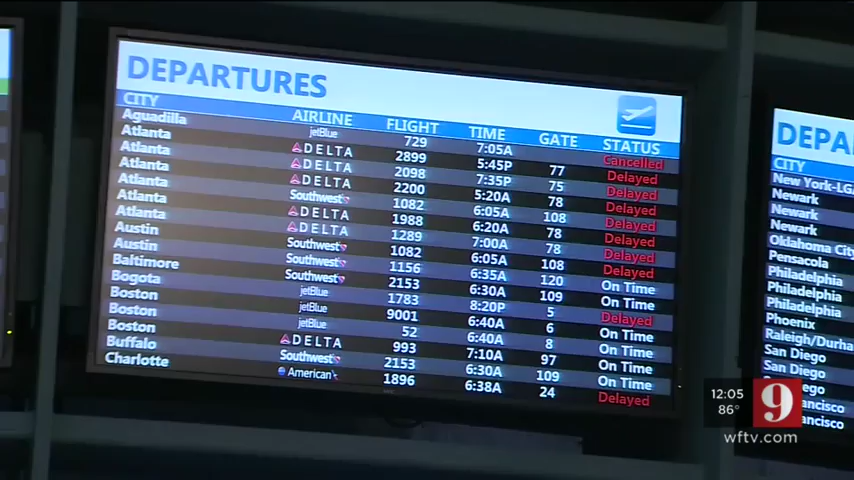 DEPARTURES
CITY AIRLINE FLIGHT TIME GATE STATUS
Aguadilla jetBlue 729 7:05A Cancelled
Atlanta DELTA 2899 5:45P 77 Delayed
Atlanta DELTA 2098 7:35P 75 Delayed
Atlanta DELTA 2200 5:20A 78 Delayed
Atlanta Southwest 1082 6:05A 108 Delayed
Atlanta DELTA 1988 6:20A 78 Delayed
Atlanta DELTA 1289 7:00A 78 Delayed
Austin Southwest 1082 6:05A 108 Delayed
Austin Southwest 1156 6:35A 120 On Time
Baltimore Southwest 2153 6:30A 109 On Time
Bogota jetBlue 1783 8:20P 5 Delayed
Boston jetBlue 9001 6:40A 6 On Time
Boston jetBlue 52 6:40A 8 On Time
Boston DELTA 993 7:10A 97 On Time
Buffalo Southwest 2153 6:30A 109 On Time
Charlotte American 1896 6:38A 24 Delayed
DEPA
CITY
New York-LGA
Newark
Newark
Newark
Oklahoma City
Pensacola
Philadelphia
Philadelphia
Philadelphia
Phoenix
Raleigh/Durha
San Diego
San Diego
ego
ancisco
ancisco
12:05
86°
9
wftv.com